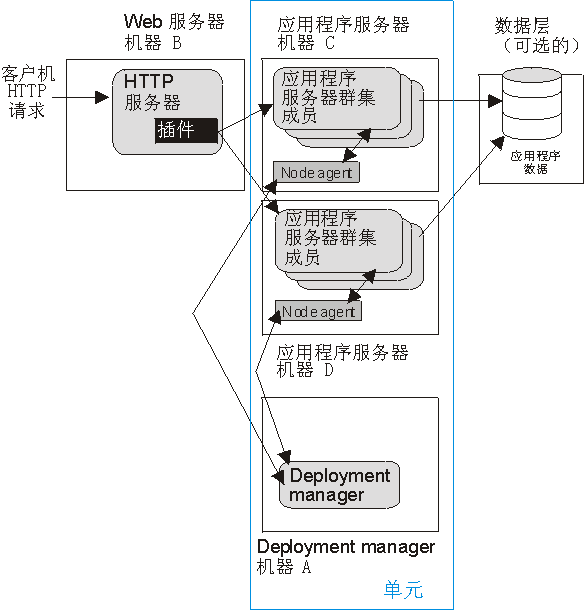 Web 服务器
机器 B
应用程序服务器
机器 C
数据层
（可选的）
客户机
HTTP
请求
HTTP
服务器
插件
应用程序
服务器群集
成员
Node agent
应用程序
数据
应用程序
服务器群集
成员
Node agent
应用程序服务器
机器 D
Deployment
manager
Deployment manager
机器 A
单元